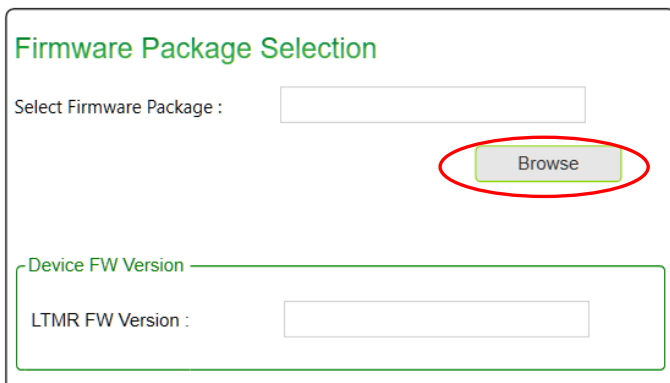 Firmware Package Selection
Select Firmware Package :
Browse
Device FW Version
LTMR FW Version :